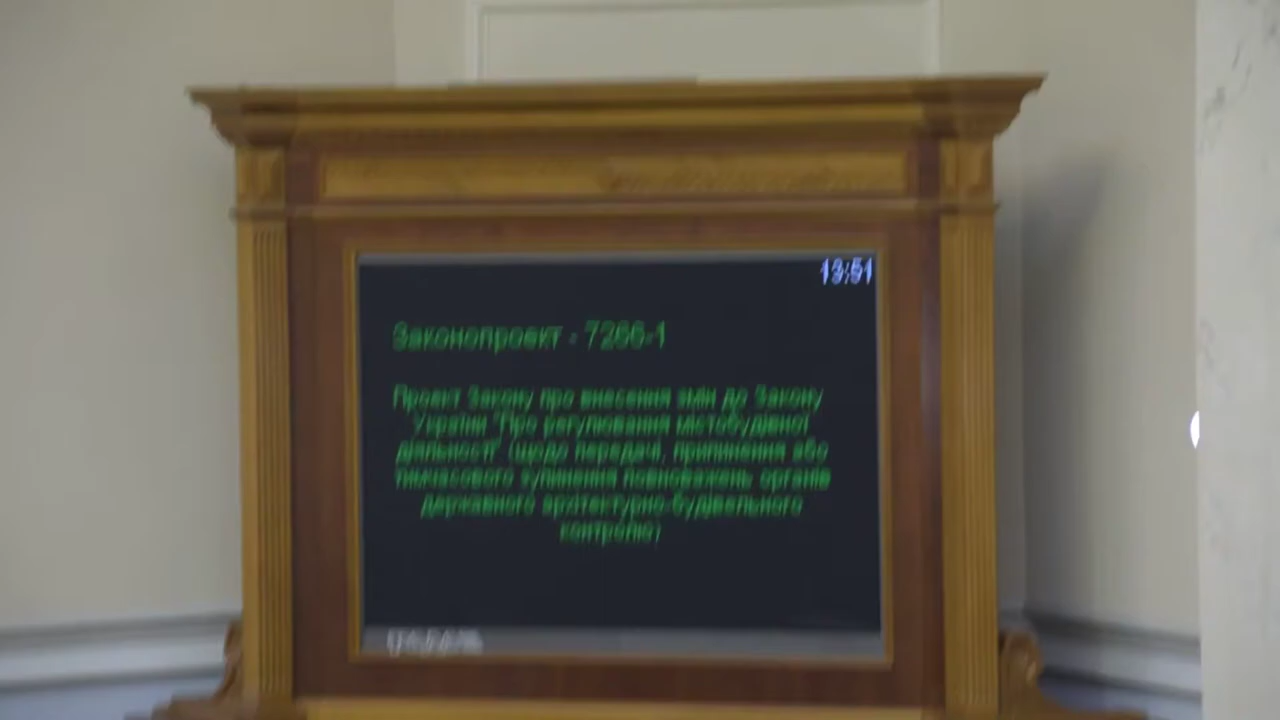 13:51
Законопроект - 7266-1
Проект Закону про внесення змін до Закону
України "Про регулювання містобудівної
діяльності" (щодо передачі, припинення або
тимчасового зупинення повноважень органів
державного архітектурно-будівельного
контролю)